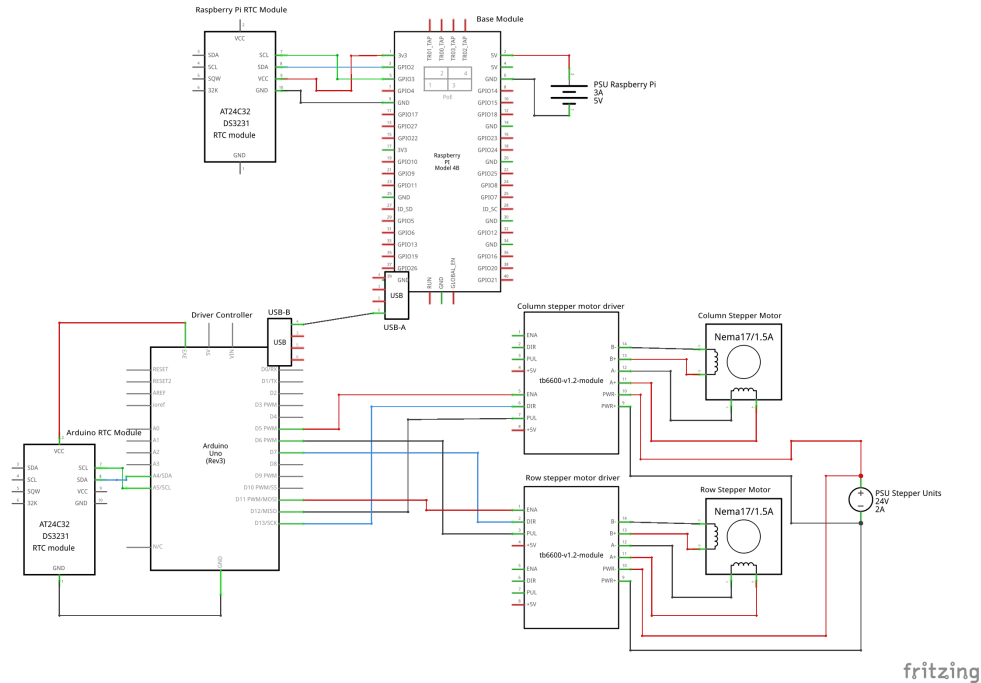 Raspberry Pi RTC Module
VCC
SDA
SCL
SQW
32K
SCL
SDA
VCC
GND
AT24C32
DS3231
RTC module
GND
Base Module
TR01_TAP
TR00_TAP
TR03_TAP
TR02_TAP
2
4
1
3
PoE
3v3
GPIO2
GPIO3
GPIO4
GND
GPIO17
GPIO27
GPIO22
3V3
GPIO10
GPIO9
GPIO11
GND
ID_SD
GPIO5
GPIO6
GPIO13
GPIO19
GPIO26
GND
5V
5V
GND
GPIO14
GPIO15
GPIO18
GND
GPIO23
GPIO24
GND
GPIO25
GPIO8
GPIO7
ID_SC
GND
GPIO12
GND
GPIO16
GPIO20
GPIO21
Raspberry
PI
Model 4B
RUN
GND
GLOBAL_EN
PSU Raspberry Pi
3A
5V
USB
USB-A
USB-B
USB
Driver Controller
3V3
5V
VIN
RESET
RESET2
AREF
ioref
A0
A1
A2
A3
A4/SDA
A5/SCL
N/C
D0/RX
D1/TX
D2
D3 PWM
D4
D5 PWM
D6 PWM
D7
D8
D9 PWM
D10 PWM/SS
D11 PWM/MOSI
D12/MISO
D13/SCK
Arduino
Uno
(Rev3)
GND
Arduino RTC Module
VCC
SDA
SCL
SQW
32K
SCL
SDA
VCC
GND
AT24C32
DS3231
RTC module
GND
Column stepper motor driver
ENA
DIR
PUL
+5V
ENA
DIR
PUL
+5V
tb6600-v1.2-module
B-
B+
A-
A+
PWR-
PWR+
Column Stepper Motor
Nema17/1.5A
Row stepper motor driver
ENA
DIR
PUL
+5V
ENA
DIR
PUL
+5V
tb6600-v1.2-module
B-
B+
A-
A+
PWR-
PWR+
Row Stepper Motor
Nema17/1.5A
PSU Stepper Units
24V
2A
fritzing